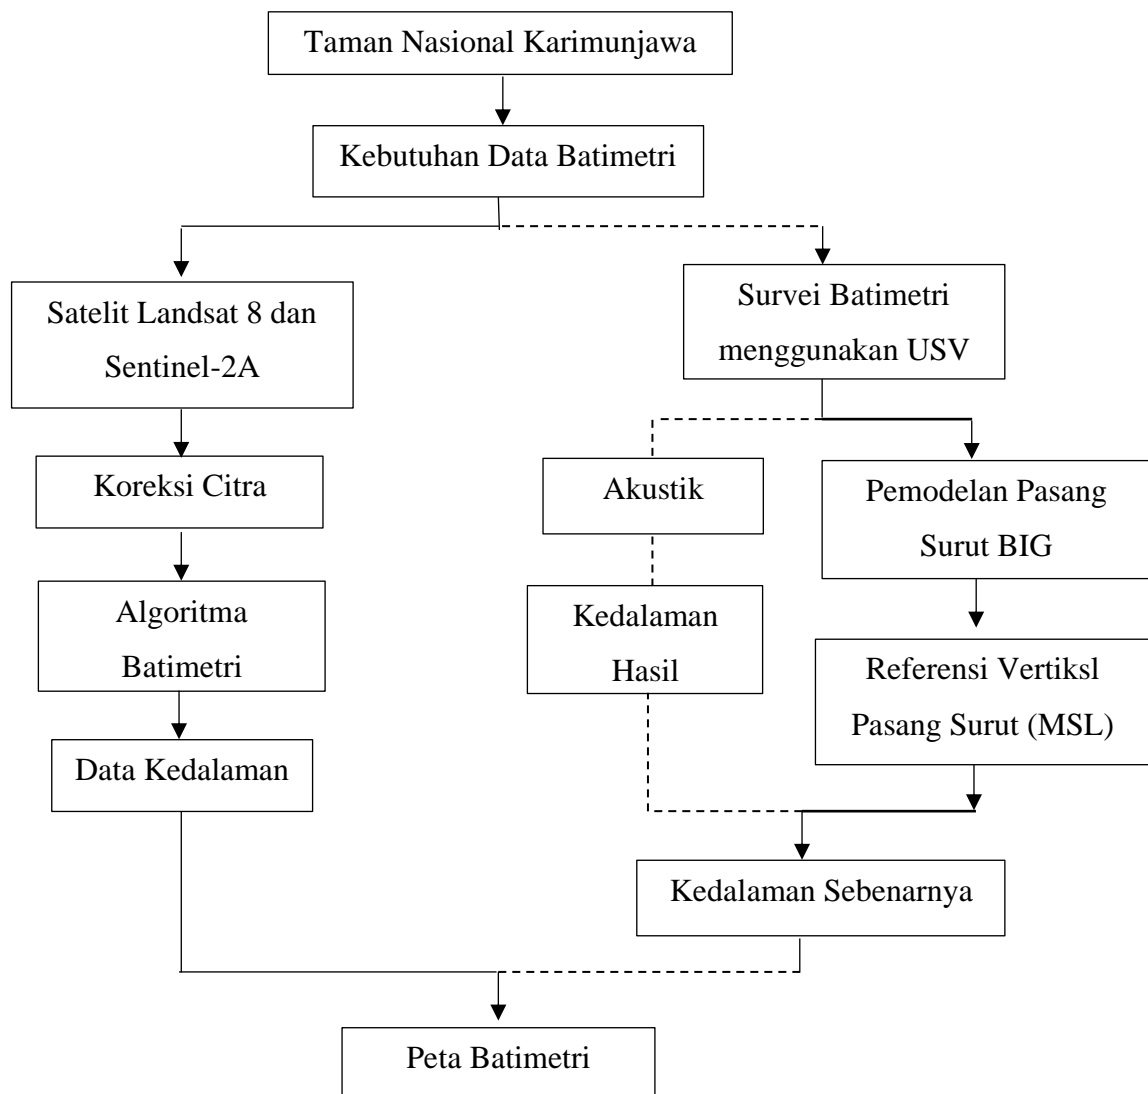 Taman Nasional Karimunjawa
Kebutuhan Data Batimetri
Satelit Landsat 8 dan
Sentinel-2A
Koreksi Citra
Algoritma
Batimetri
Data Kedalaman
Survei Batimetri
menggunakan USV
Akustik
Kedalaman
Hasil
Pemodelan Pasang
Surut BIG
Referensi Vertiksl
Pasang Surut (MSL)
Kedalaman Sebenarnya
Peta Batimetri